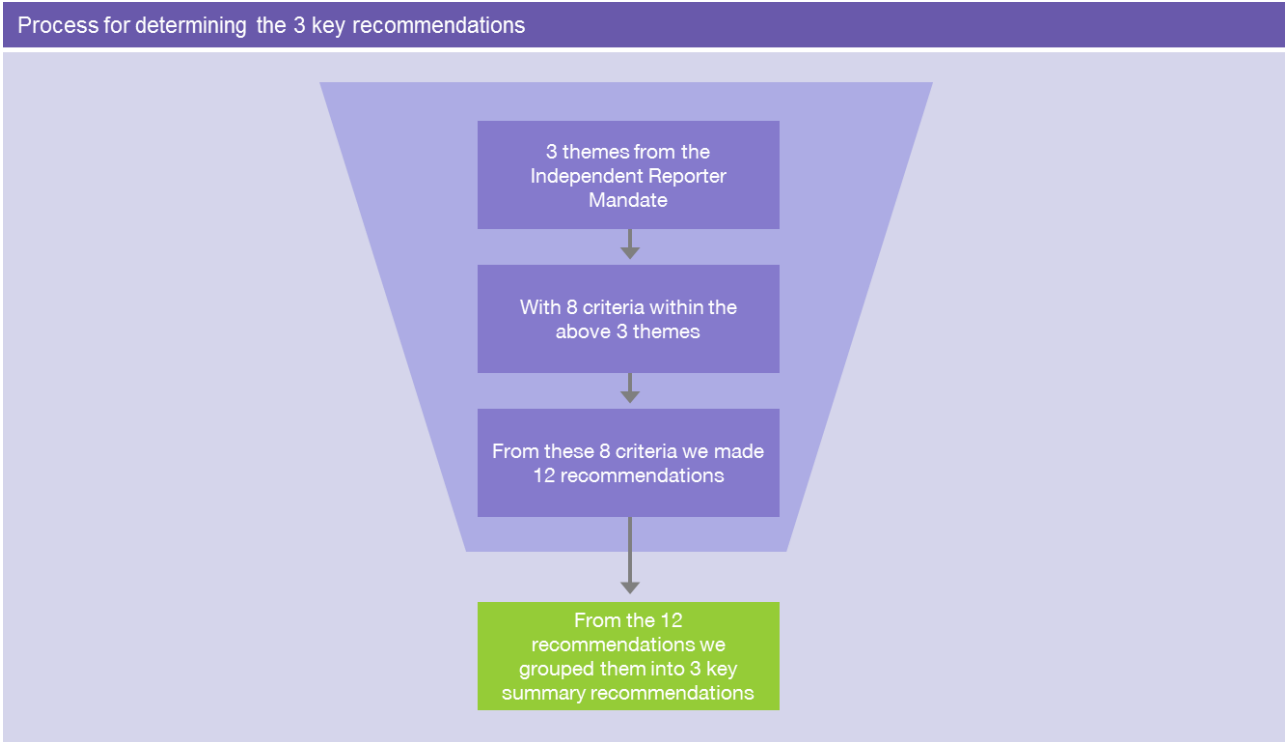 Process for determining the 3 key recommendations
3 themes from the
Independent Reporter
Mandate
With 8 criteria within the
above 3 themes
From these 8 criteria we made
12 recommendations
From the 12
recommendations we
grouped them into 3 key
summary recommendations